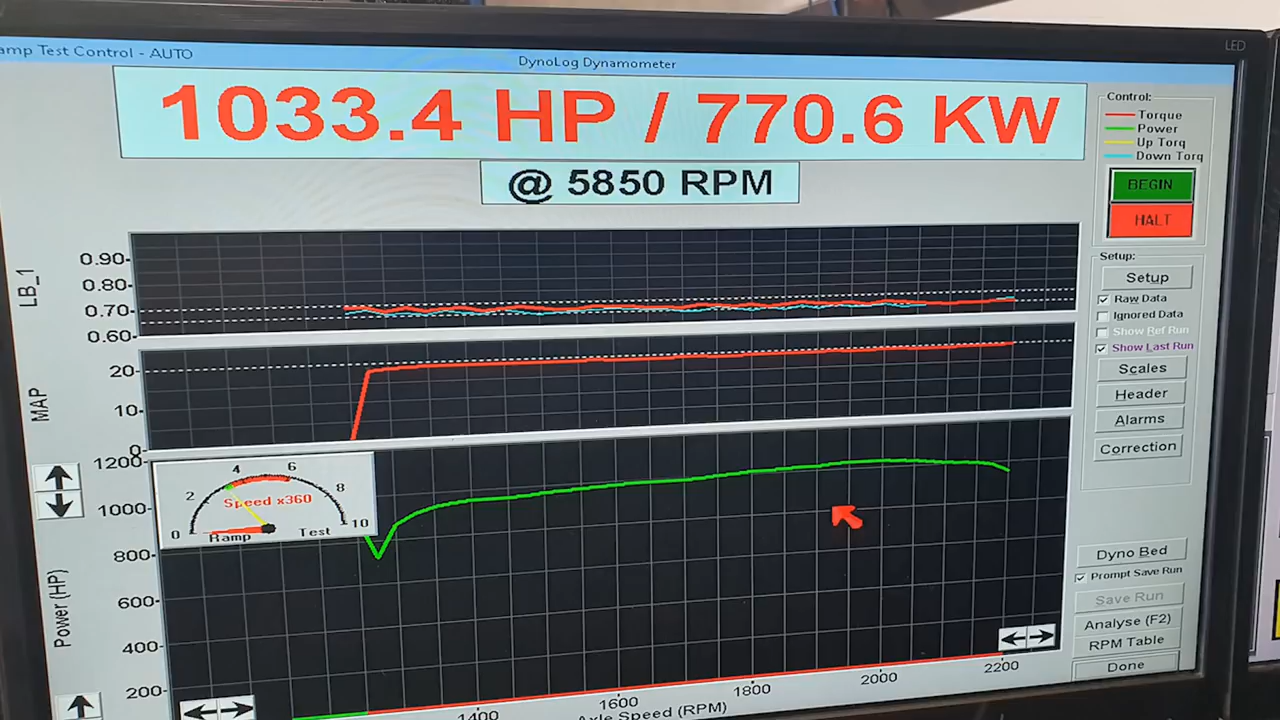 LED
amp Test Control - AUTO
DynoLog Dynamometer
1033.4 HP / 770.6 KW
@ 5850 RPM
Control:
Torque
Power
Up Torq
Down Torq
BEGIN
HALT
Setup:
Setup
Raw Data
Ignored Data
Show Ref Run
Show Last Run
Scales
Header
Alarms
Correction
Dyno Bed
Prompt Save Run
Save Run
Analyse (F2)
RPM Table
Done
LB_1
0.90
0.80
0.70
0.60
MAP
20
10
0
Power (HP)
1200
1000
800
600
400
200
0 2 4 6 8 10
Speed x360
Ramp Test
1400 1600 1800 2000 2200
Axle Speed (RPM)